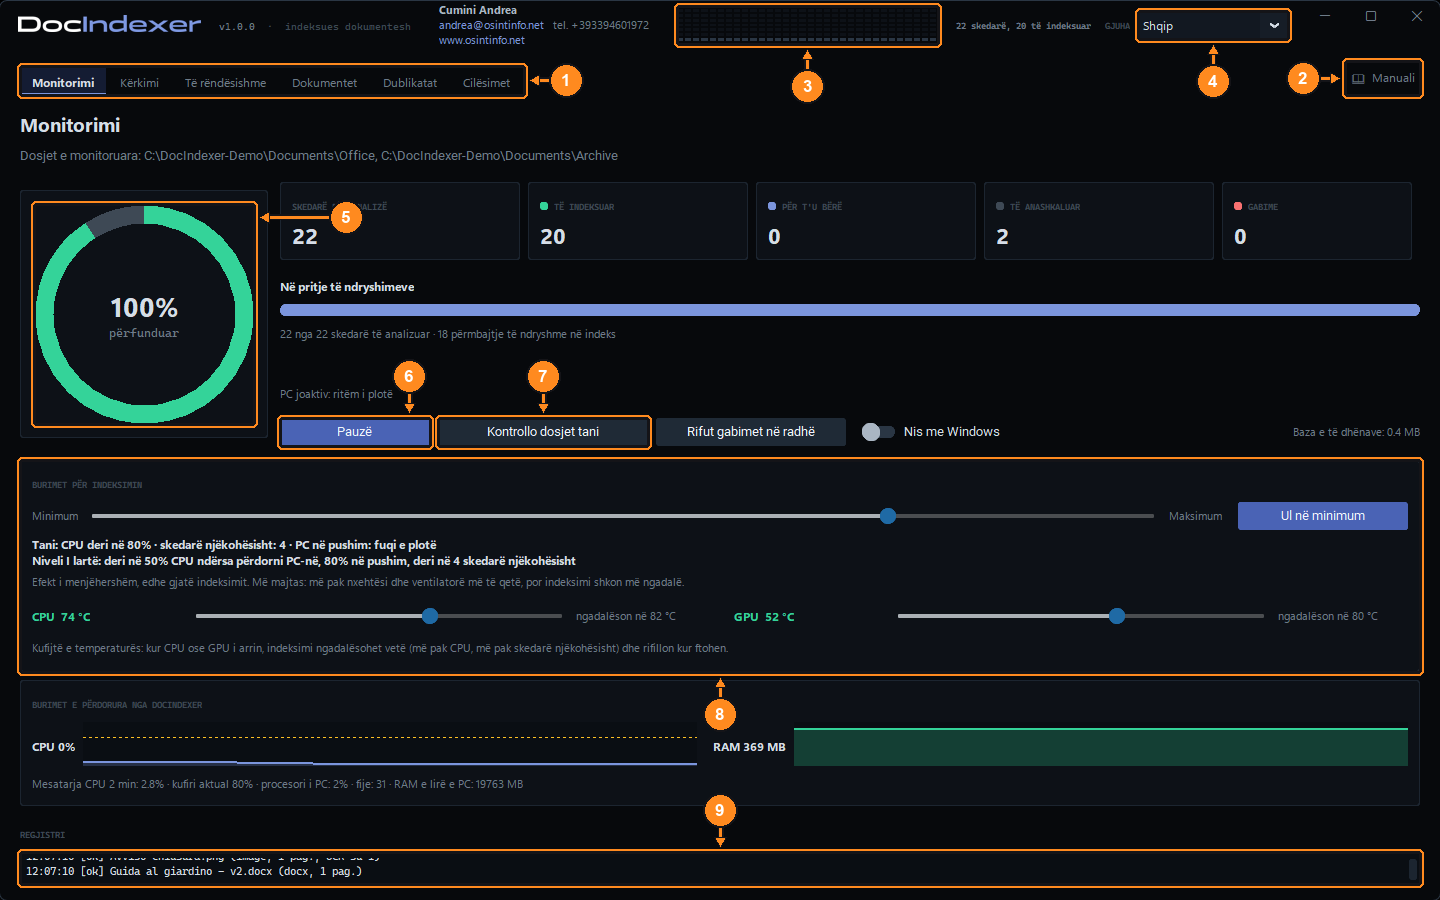 DocIndexer v1.0.0 · indeksues dokumentesh
Cumini Andrea
andrea@osintinfo.net tel. +393394601972
www.osintinfo.net
22 skedarë, 20 të indeksuar
GJUHA
Shqip
Monitorimi Kërkimi Të rëndësishme Dokumentet Dublikatat Cilësimet
1
3
4
2
Manuali
Monitorimi
Dosjet e monitoruara: C:\DocIndexer-Demo\Documents\Office, C:\DocIndexer-Demo\Documents\Archive
5
100%
përfunduar
SKEDARË
22
TË INDEKSUAR
20
PËR T'U BËRË
0
TË ANASHKALUAR
2
GABIME
0
Në pritje të ndryshimeve
22 nga 22 skedarë të analizuar · 18 përmbajtje të ndryshme në indeks
6
7
PC joaktiv: ritëm i plotë
Pauzë
Kontrollo dosjet tani
Rifut gabimet në radhë
Nis me Windows
Baza e të dhënave: 0.4 MB
BURIMET PËR INDEKSIMIN
Minimum
Maksimum
Ul në minimum
Tani: CPU deri në 80% · skedarë njëkohësisht: 4 · PC në pushim: fuqi e plotë
Niveli I lartë: deri në 50% CPU ndërsa përdorni PC-në, 80% në pushim, deri në 4 skedarë njëkohësisht
Efekt i menjëhershëm, edhe gjatë indeksimit. Më majtas: më pak nxehtësi dhe ventilatorë më të qetë, por indeksimi shkon më ngadalë.
CPU 74 °C
ngadalëson në 82 °C
GPU 52 °C
ngadalëson në 80 °C
Kufijtë e temperaturës: kur CPU ose GPU i arrin, indeksimi ngadalësohet vetë (më pak CPU, më pak skedarë njëkohësisht) dhe rifillon kur ftohen.
8
BURIMET E PËRDORURA NGA DOCINDEXER
CPU 0%
RAM 369 MB
Mesatarja CPU 2 min: 2.8% · kufiri aktual 80% · procesori i PC: 2% · fije: 31 · RAM e lirë e PC: 19763 MB
9
REGJISTRI
12:07:10 [ok] Guida al giardino – v2.docx (docx, 1 pag.)